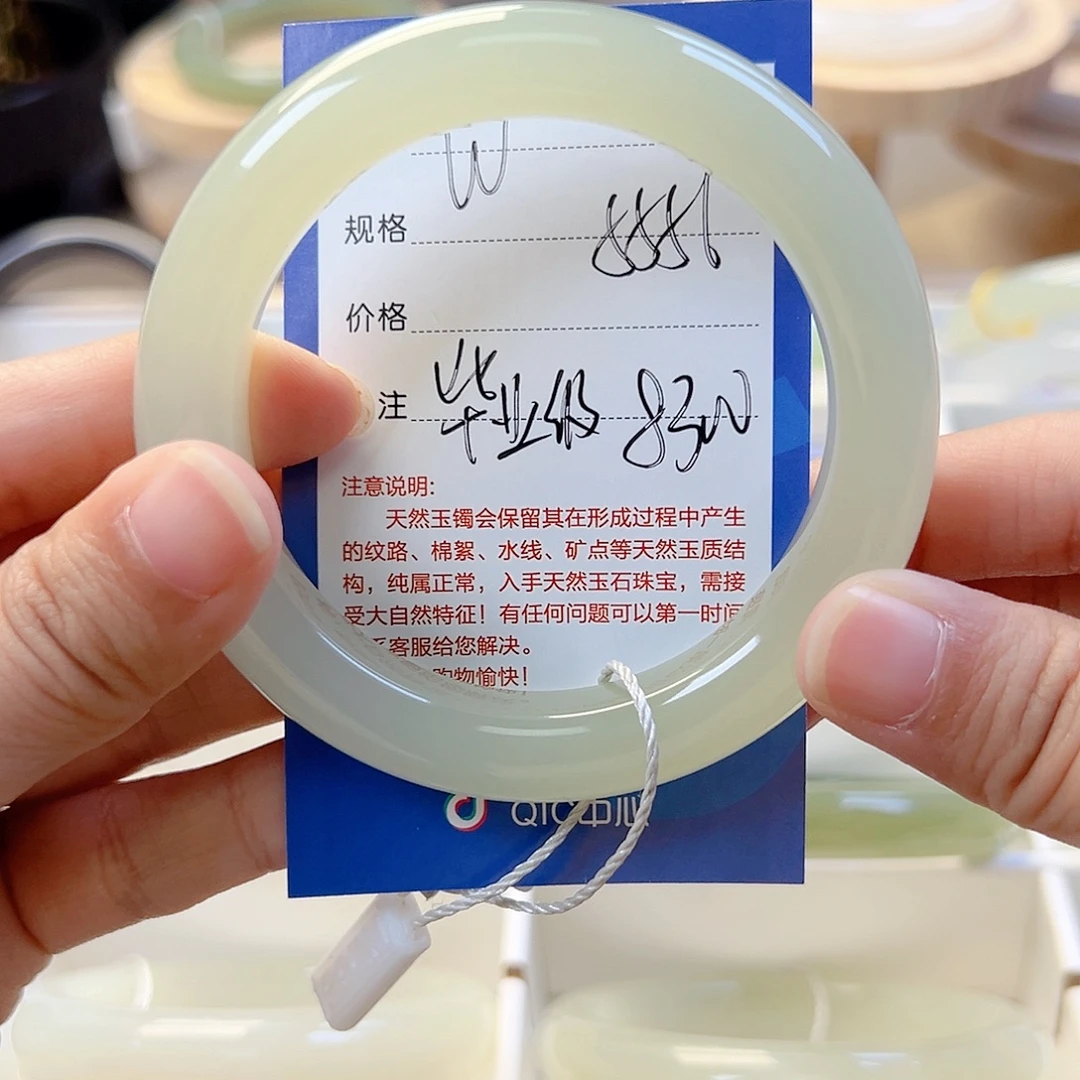 规格
8881
价格
注 毕业级 8300
注意说明:
天然玉镯会保留其在形成过程中产生
的纹路、棉絮、水线、矿点等天然玉质结
构，纯属正常，入手天然玉石珠宝，需接
受大自然特征！有任何问题可以第一时间
客服给您解决。
购物愉快！
QIC中心